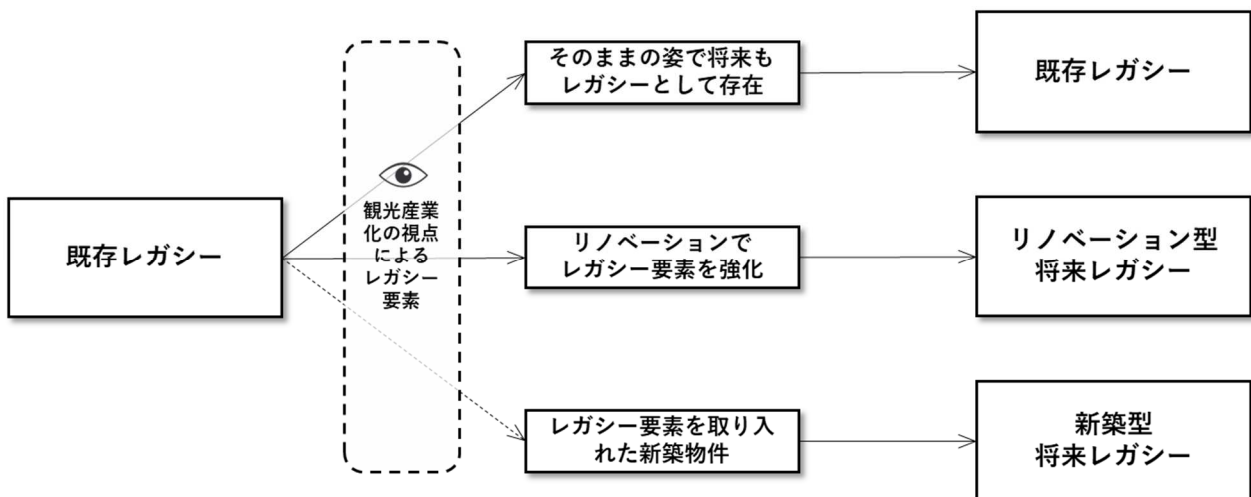 既存レガシー
観光産業
化の視点
による
レガシー
要素
そのままの姿で将来も
レガシーとして存在
既存レガシー
リノベーションで
レガシー要素を強化
リノベーション型
将来レガシー
レガシー要素を取り入
れた新築物件
新築型
将来レガシー